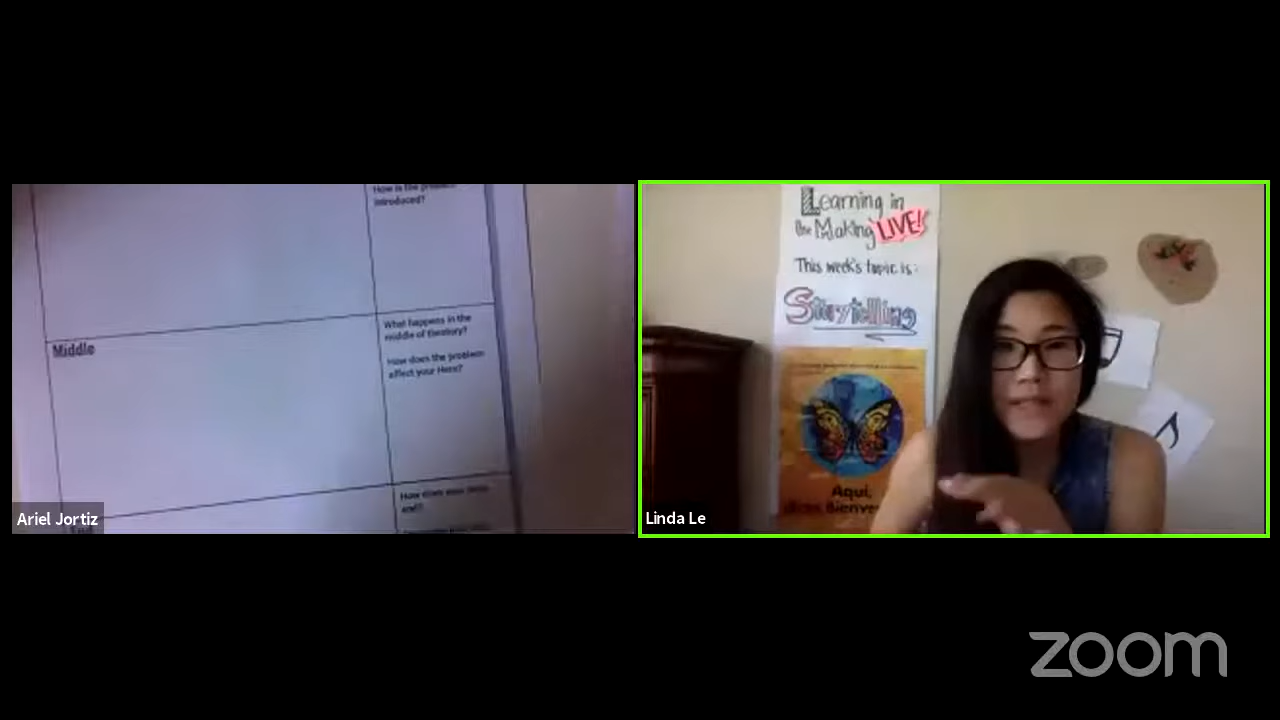 How is the problem
introduced?
Middle
What happens in the
middle of the story?
How does the problem
affect your Hero?
How does your story
end?
End
Ariel Jortiz
Learning in
the Making LIVE!
This week's topic is:
Storytelling
Aquí,
Linda Le
zoom